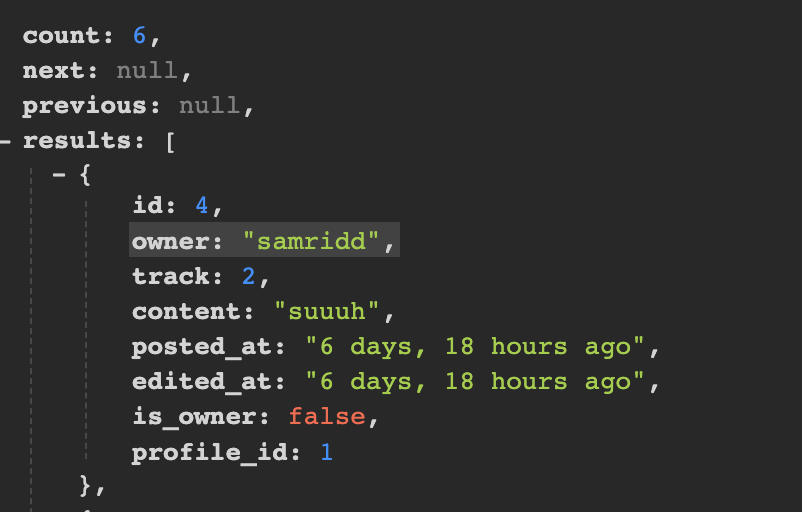 count: 6,
next: null,
previous: null,
- results: [
- {
id: 4,
owner: "samridd",
track: 2,
content: "suuuh",
posted_at: "6 days, 18 hours ago",
edited_at: "6 days, 18 hours ago",
is_owner: false,
profile_id: 1
},